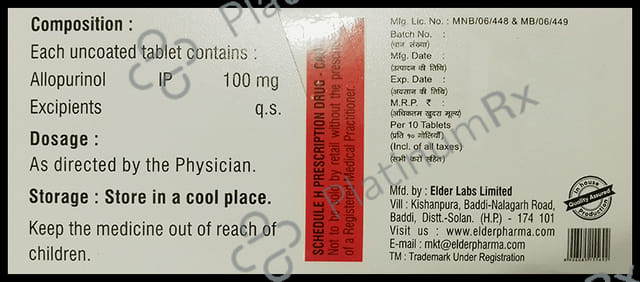 Composition :
Each uncoated tablet contains :
Allopurinol IP 100 mg
Excipients q.s.
Dosage :
As directed by the Physician.
Storage : Store in a cool place.
Keep the medicine out of reach of
children.
SCHEDULE H PRESCRIPTION DRUG -
Not to be sold by retail without the prescription
of a Registered Medical Practitioner.
Mfg. Lic. No. : MNB/06/448 & MB/06/449
Batch No. :
(घान संख्या)
Mfg. Date :
(उत्पादन की तिथि)
Exp. Date :
(अवसान की तिथि)
M.R.P. ₹ :
(अधिकतम खुदरा मूल्य)
Per 10 Tablets
(प्रति १० गोलियाँ)
(Incl. of all taxes)
(सभी करों सहित)
Mfd. by : Elder Labs Limited
Vill : Kishanpura, Baddi-Nalagarh Road,
Baddi, Distt.-Solan. (H.P.) - 174 101
Visit us : www.elderpharma.com
E-mail : mkt@elderpharma.com
TM : Trademark Under Registration
In house
Quality Assured
Production
PlatinumRx